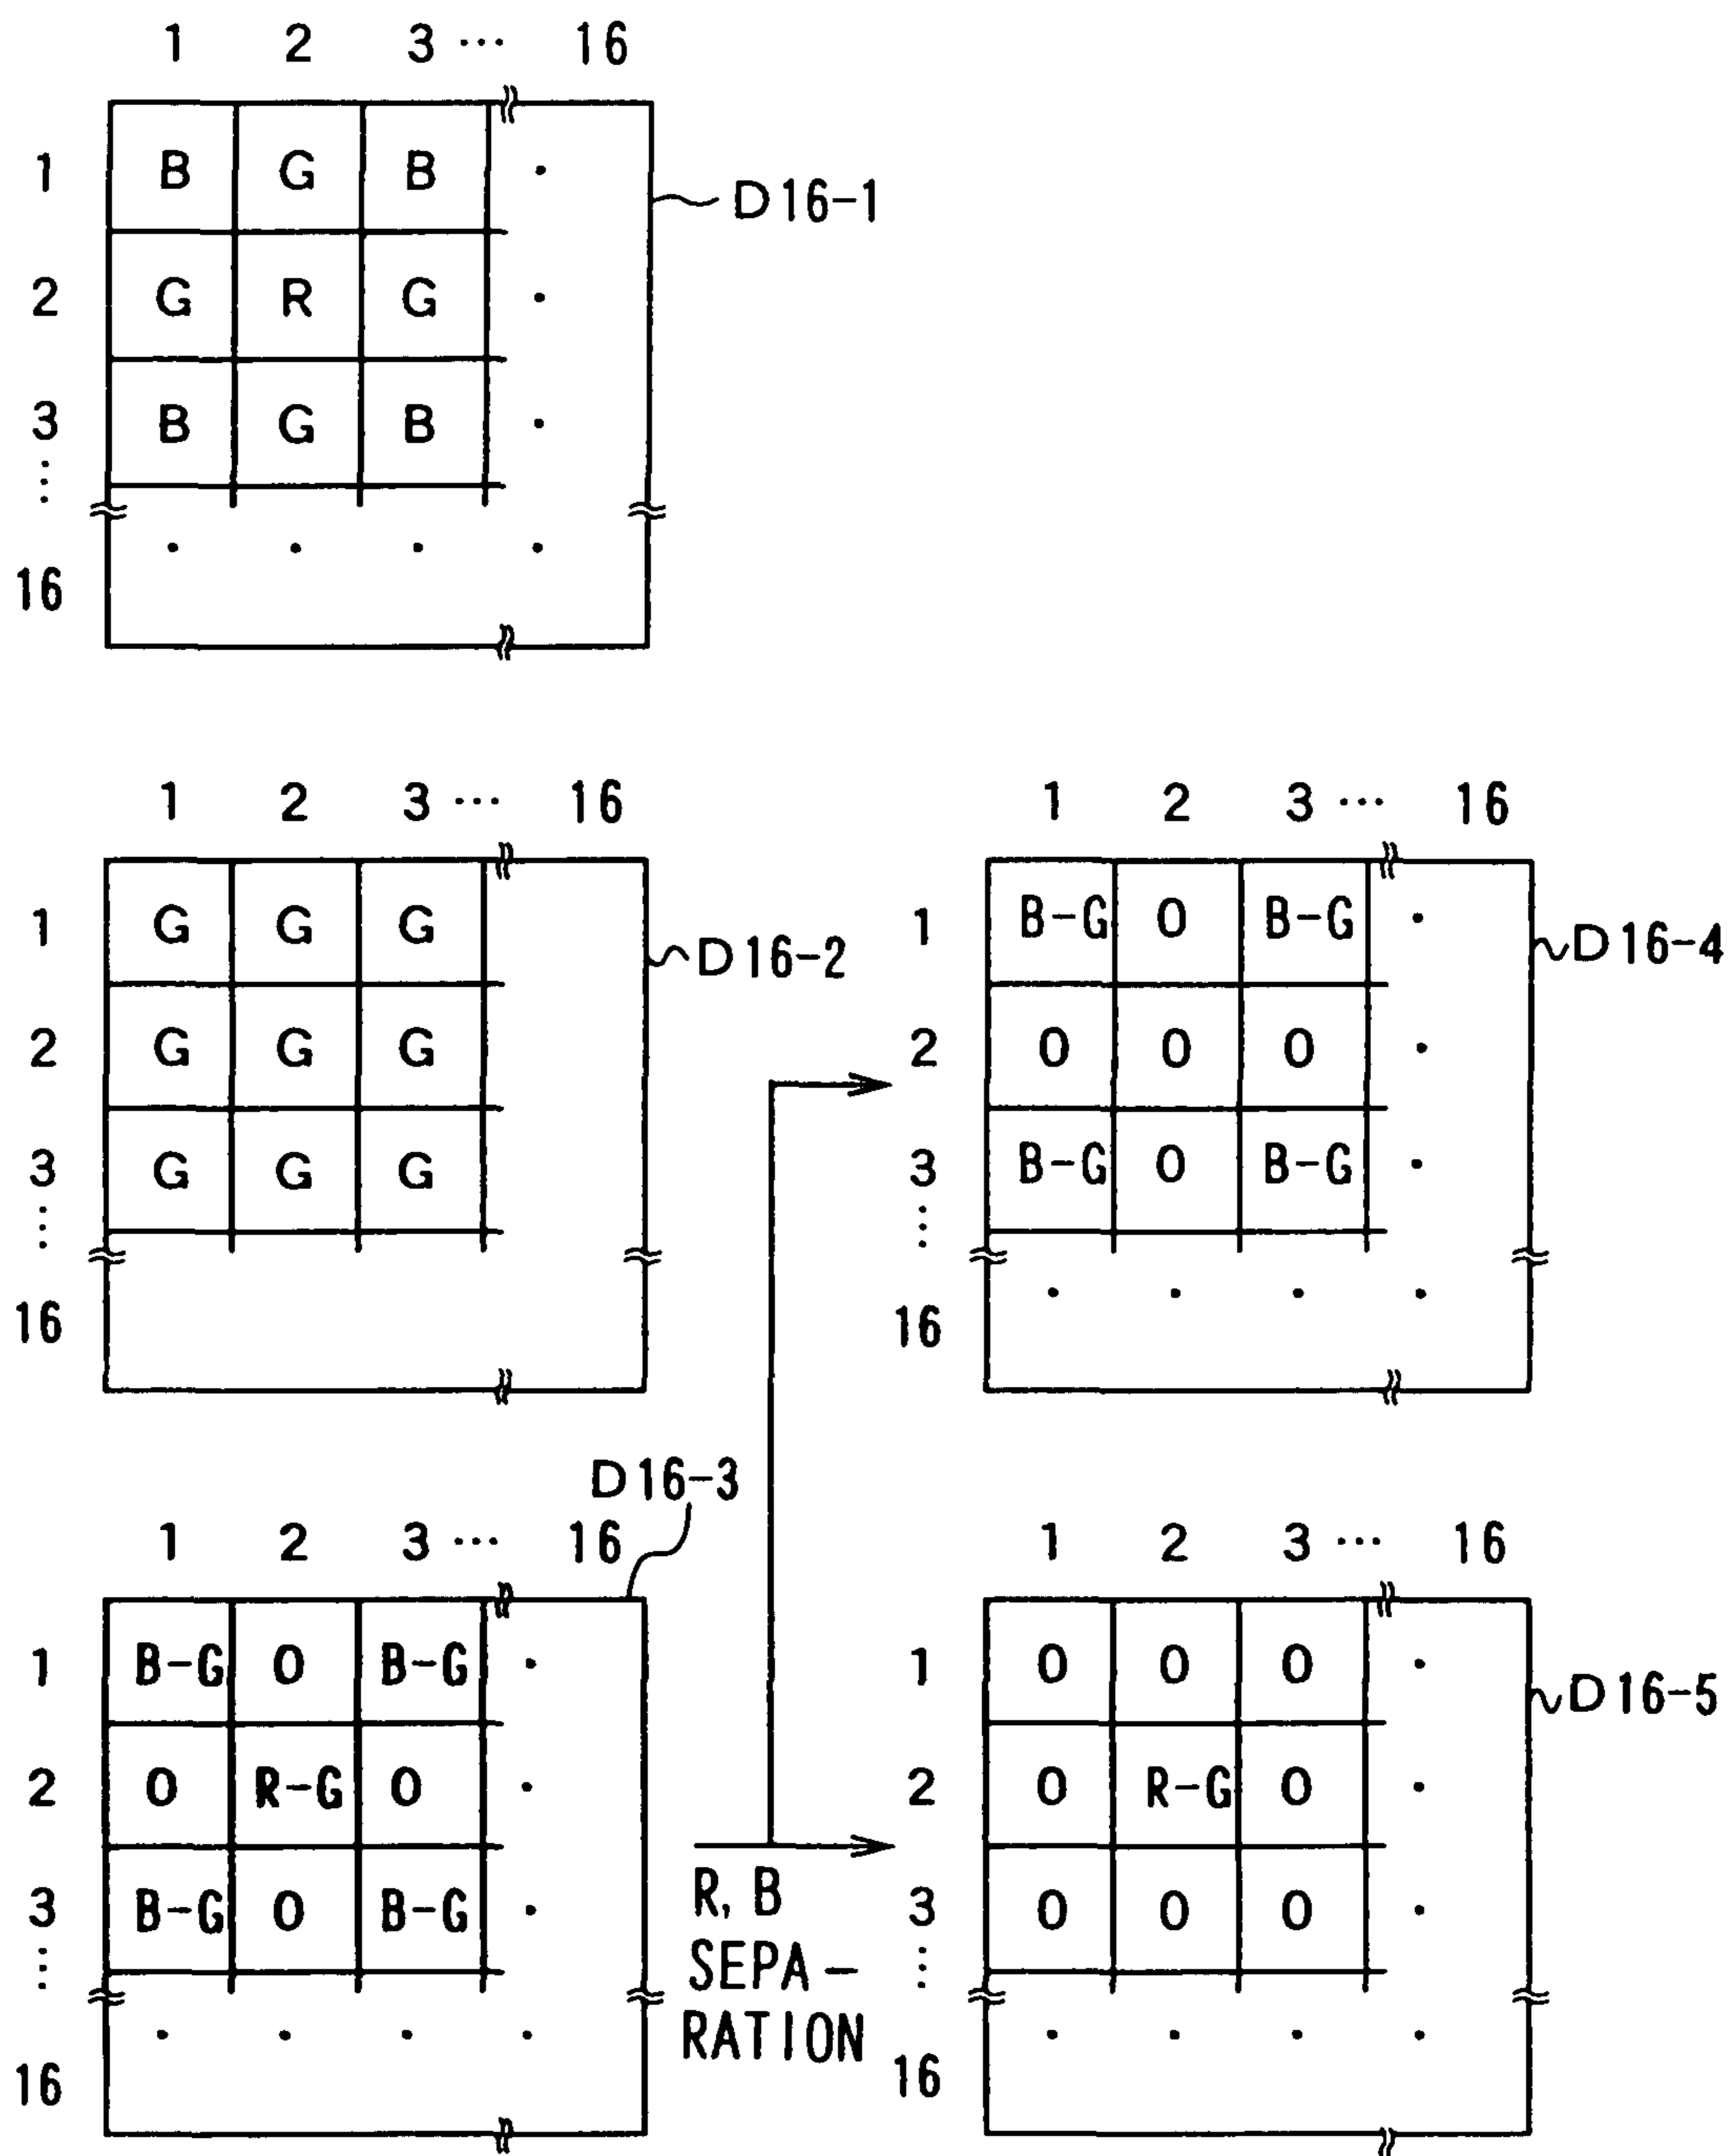 1 2 3 ··· 16
1 B G B ·
D16-1
2 G R G ·
3 B G B ·
⋮
· · · ·
16
1 2 3 ··· 16
1 G G G
D16-2
2 G G G
3 G G G
⋮
16
1 2 3 ··· 16
1 B-G 0 B-G ·
D16-4
2 0 0 0 ·
3 B-G 0 B-G ·
⋮
· · · ·
16
D16-3
1 2 3 ··· 16
1 B-G 0 B-G ·
2 0 R-G 0 ·
3 B-G 0 B-G ·
⋮
· · · ·
16
R, B
SEPA-
RATION
1 2 3 ··· 16
1 0 0 0 ·
D16-5
2 0 R-G 0 ·
3 0 0 0 ·
⋮
· · · ·
16